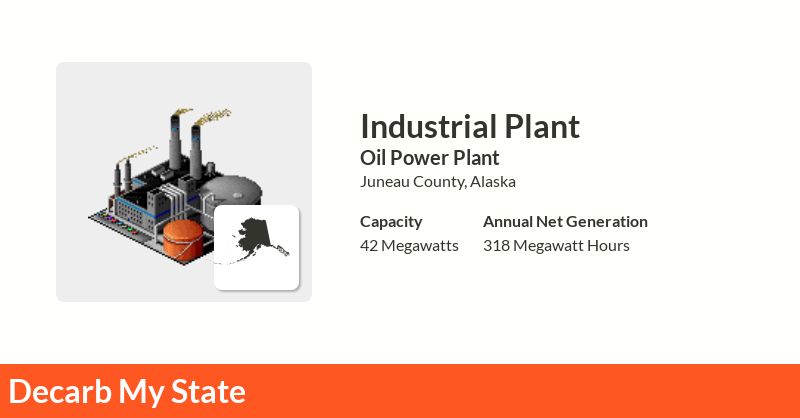 Industrial Plant
Oil Power Plant
Juneau County, Alaska
Capacity
Annual Net Generation
42 Megawatts
318 Megawatt Hours
Decarb My State